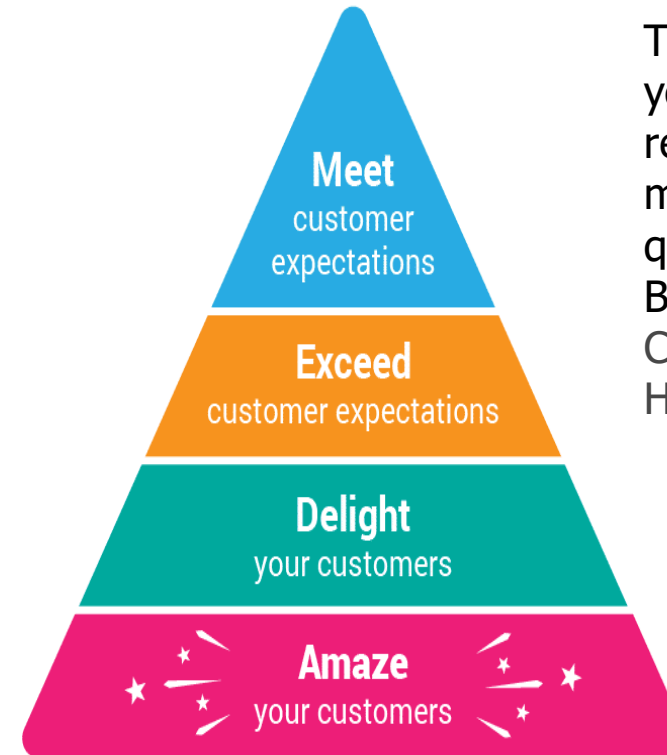 Meet
customer
expectations
Exceed
customer expectations
Delight
your customers
Amaze
your customers